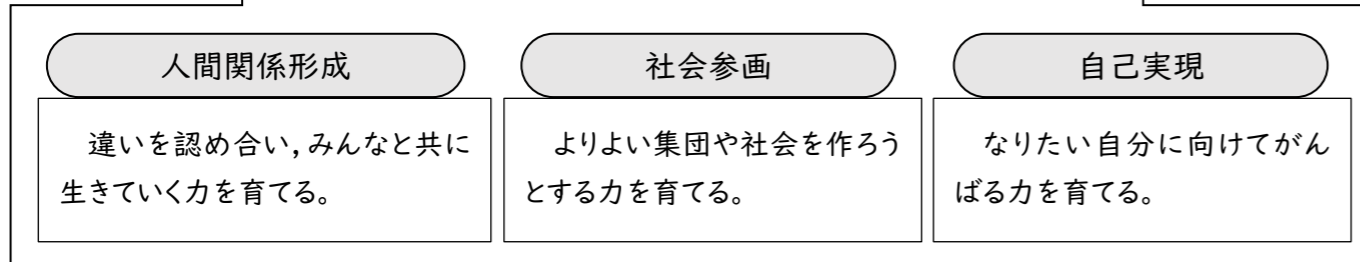 人間関係形成
違いを認め合い,みんなと共に
生きていく力を育てる。
社会参画
よりよい集団や社会を作ろう
とする力を育てる。
自己実現
なりたい自分に向けてがん
ばる力を育てる。